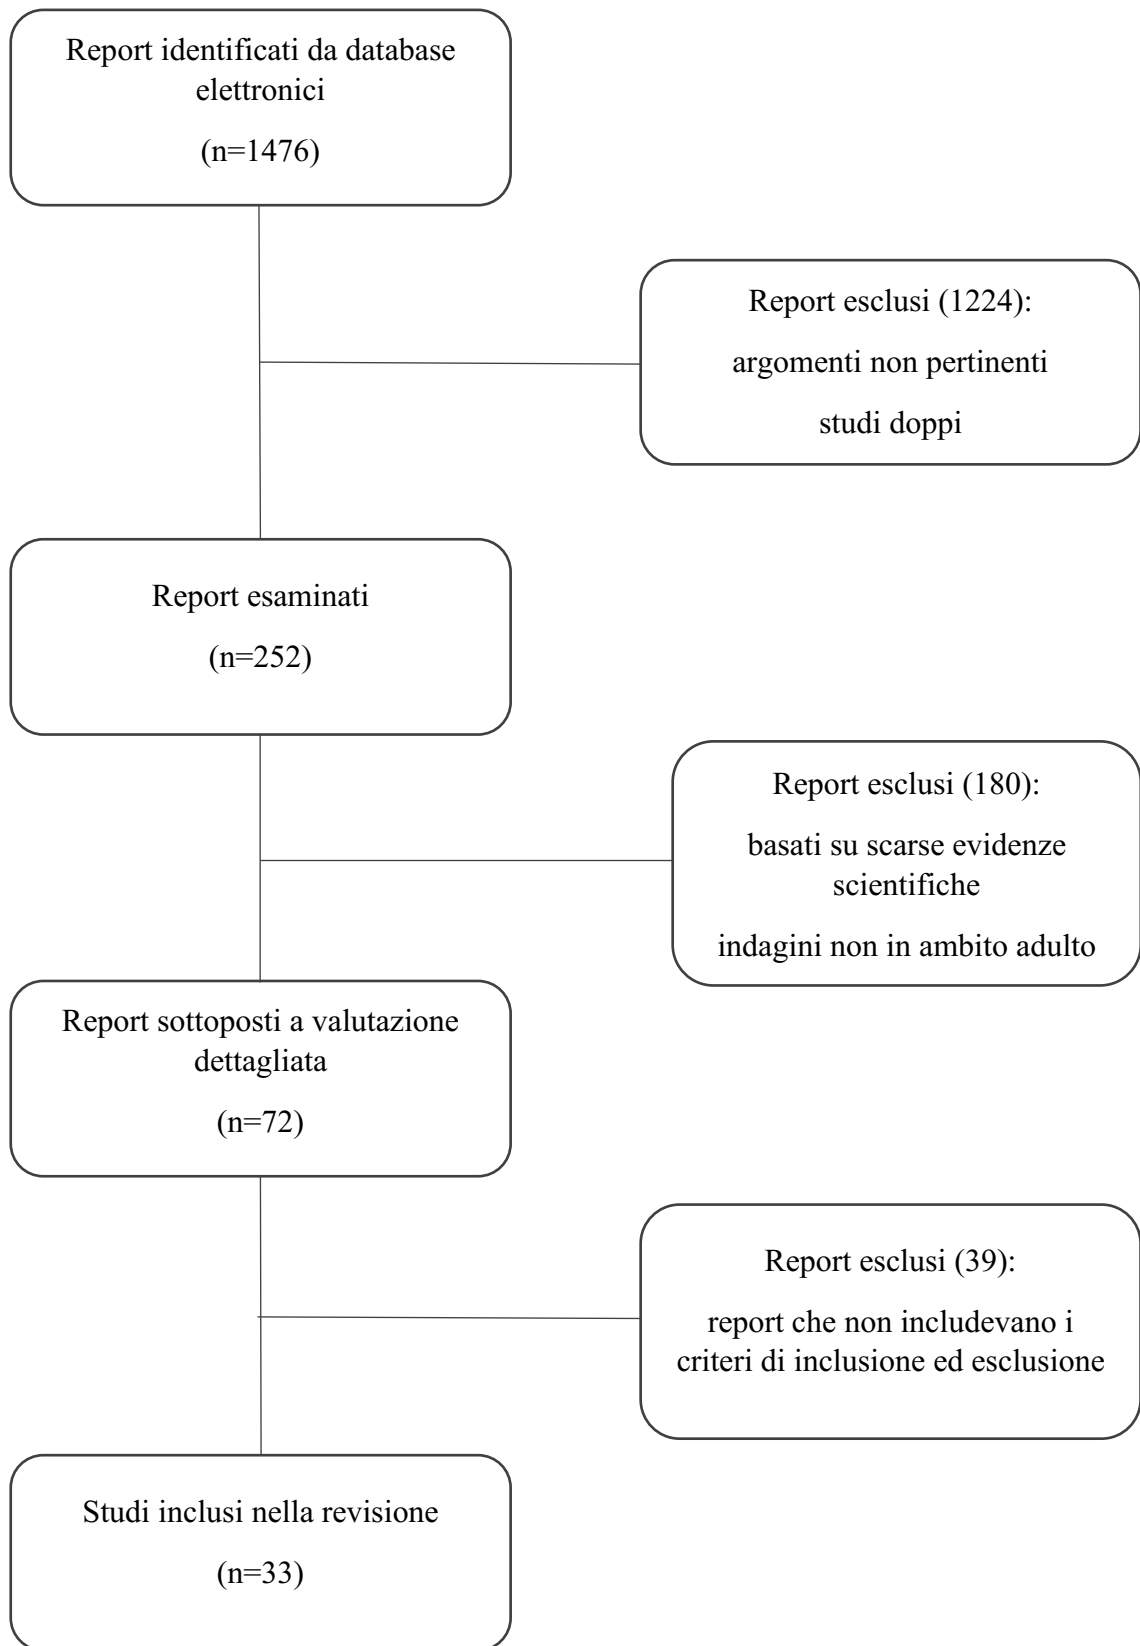 Report identificati da database
elettronici
(n=1476)
Report esclusi (1224):
argomenti non pertinenti
studi doppi
Report esaminati
(n=252)
Report esclusi (180):
basati su scarse evidenze
scientifiche
indagini non in ambito adulto
Report sottoposti a valutazione
dettagliata
(n=72)
Report esclusi (39):
report che non includevano i
criteri di inclusione ed esclusione
Studi inclusi nella revisione
(n=33)